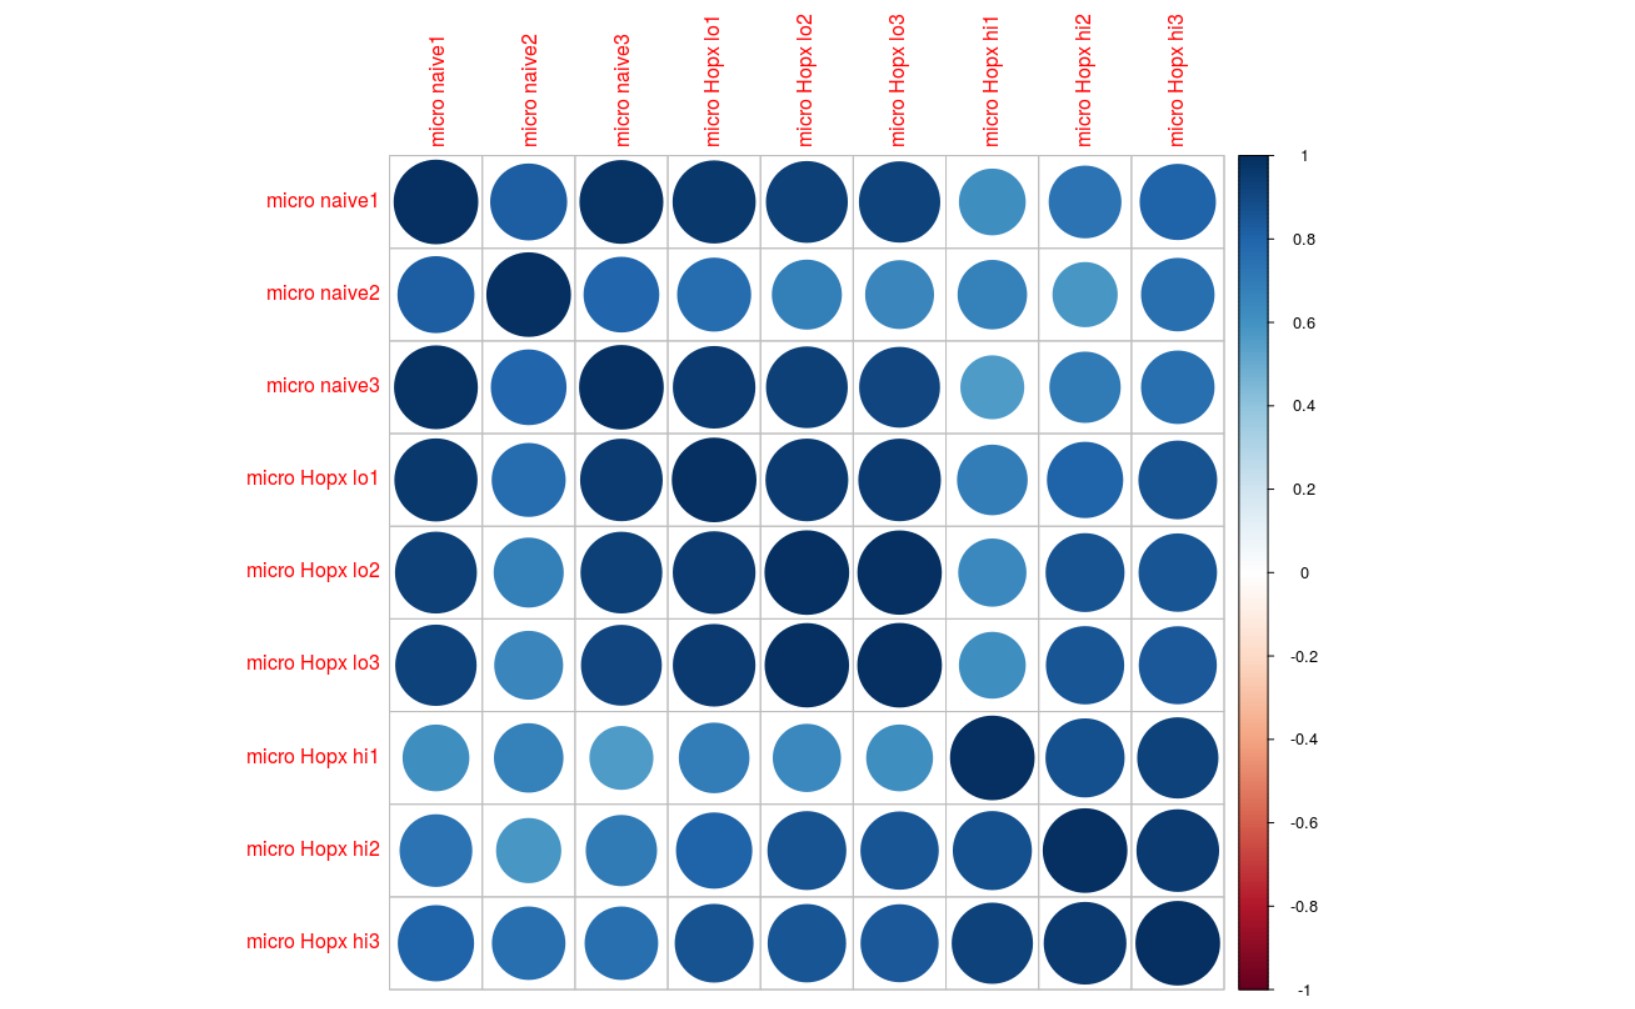 micro naive1
micro naive2
micro naive3
micro Hopx lo1
micro Hopx lo2
micro Hopx lo3
micro Hopx hi1
micro Hopx hi2
micro Hopx hi3
micro naive1
micro naive2
micro naive3
micro Hopx lo1
micro Hopx lo2
micro Hopx lo3
micro Hopx hi1
micro Hopx hi2
micro Hopx hi3
1
0.8
0.6
0.4
0.2
0
-0.2
-0.4
-0.6
-0.8
-1